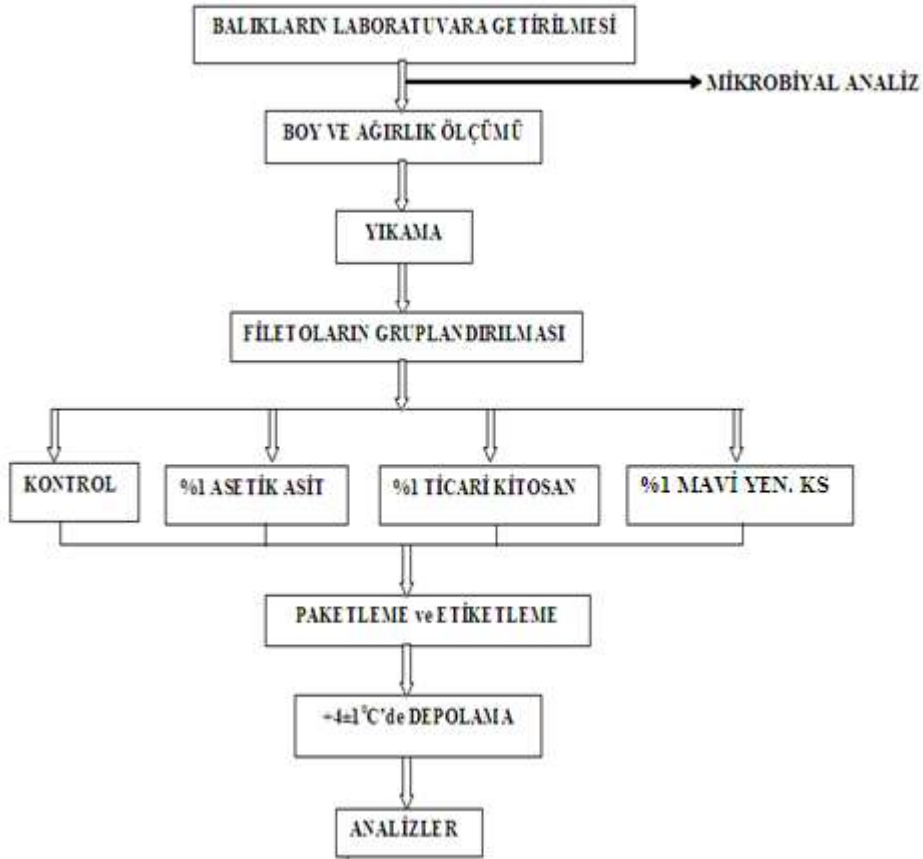 BALIKLARIN LABORATUVARA GETİRİLMESİ
MİKROBİYAL ANALİZ
BOY VE AĞIRLIK ÖLÇÜMÜ
YIKAMA
FİLETOLARIN GRUPLANDIRILMASI
KONTROL
%1 ASETİK ASİT
%1 TİCARİ KİTOSAN
%1 MAVİ YEN. KS
PAKETLEME ve ETİKETLEME
+4±1⁰C'de DEPOLAMA
ANALİZLER